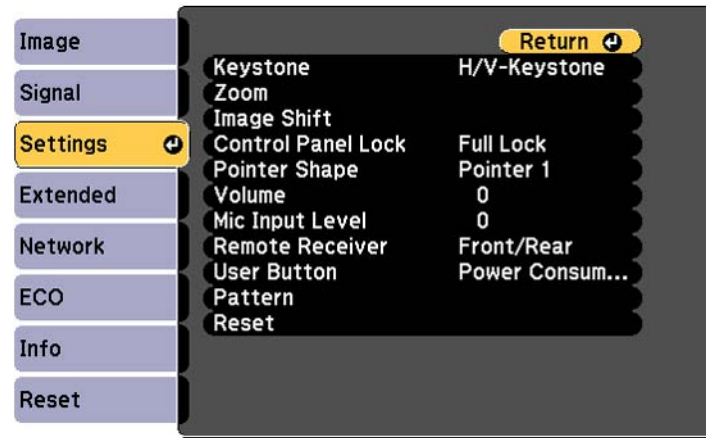 Image
Signal
Settings
Extended
Network
ECO
Info
Reset
Return
Keystone H/V-Keystone
Zoom
Image Shift
Control Panel Lock Full Lock
Pointer Shape Pointer 1
Volume 0
Mic Input Level 0
Remote Receiver Front/Rear
User Button Power Consum...
Pattern
Reset